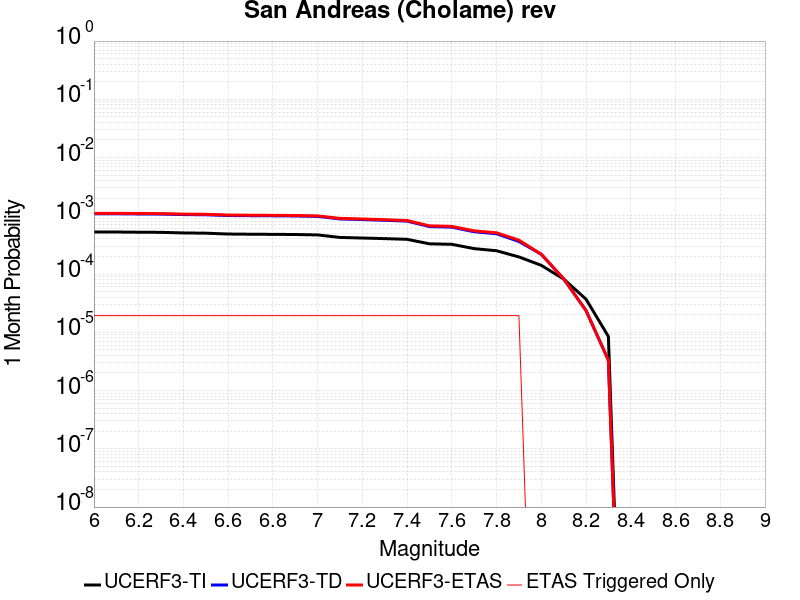 San Andreas (Cholame) rev
10^0
10^-1
10^-2
10^-3
10^-4
10^-5
10^-6
10^-7
10^-8
1 Month Probability
6 6.2 6.4 6.6 6.8 7 7.2 7.4 7.6 7.8 8 8.2 8.4 8.6 8.8 9
Magnitude
UCERF3-TI UCERF3-TD UCERF3-ETAS ETAS Triggered Only